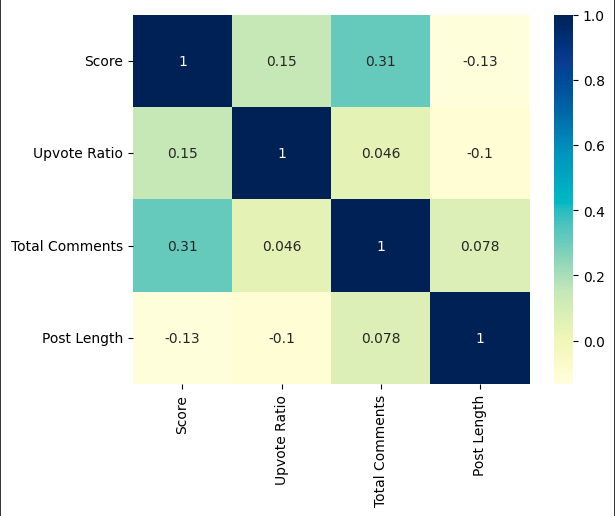 Score 1 0.15 0.31 -0.13
Upvote Ratio 0.15 1 0.046 -0.1
Total Comments 0.31 0.046 1 0.078
Post Length -0.13 -0.1 0.078 1
Score
Upvote Ratio
Total Comments
Post Length
1.0
0.8
0.6
0.4
0.2
0.0